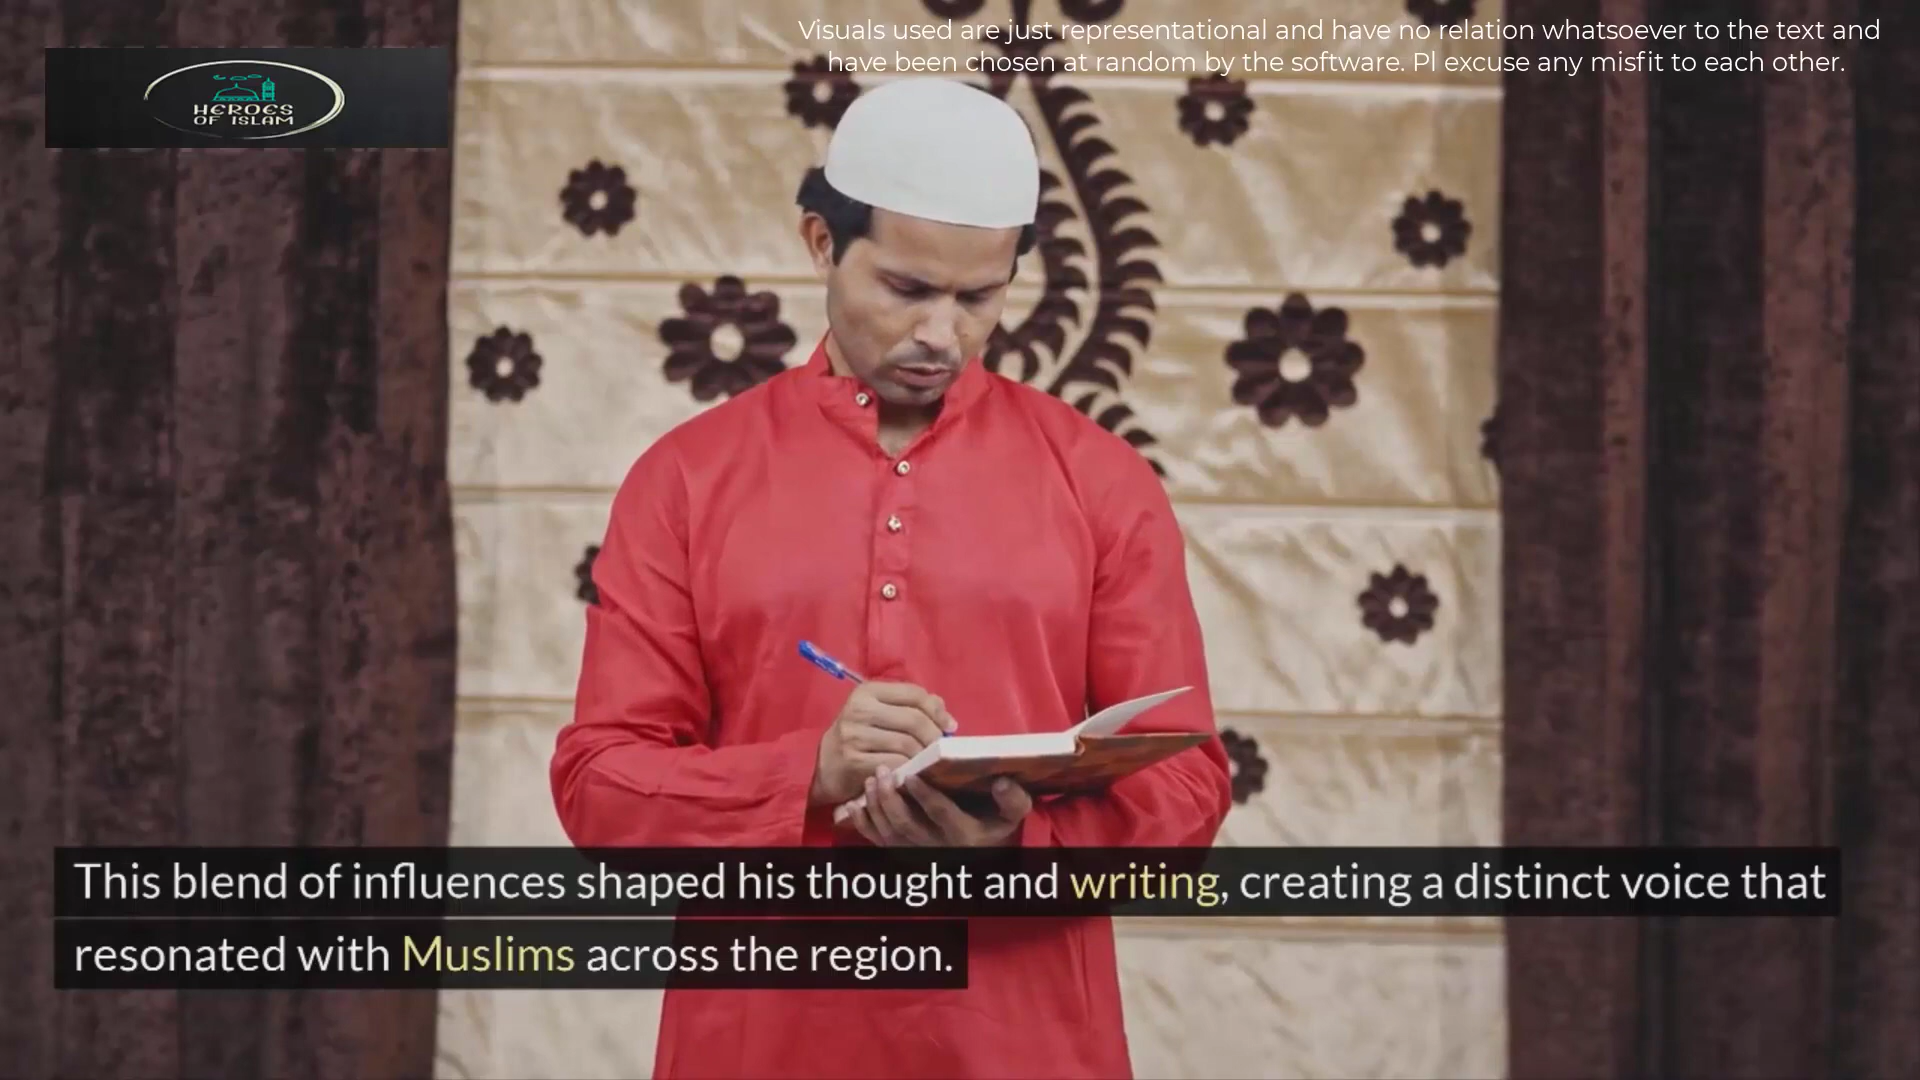 Visuals used are just representational and have no relation whatsoever to the text and
have been chosen at random by the software. Pl excuse any misfit to each other.
HEROES
OF ISLAM
This blend of influences shaped his thought and writing, creating a distinct voice that
resonated with Muslims across the region.